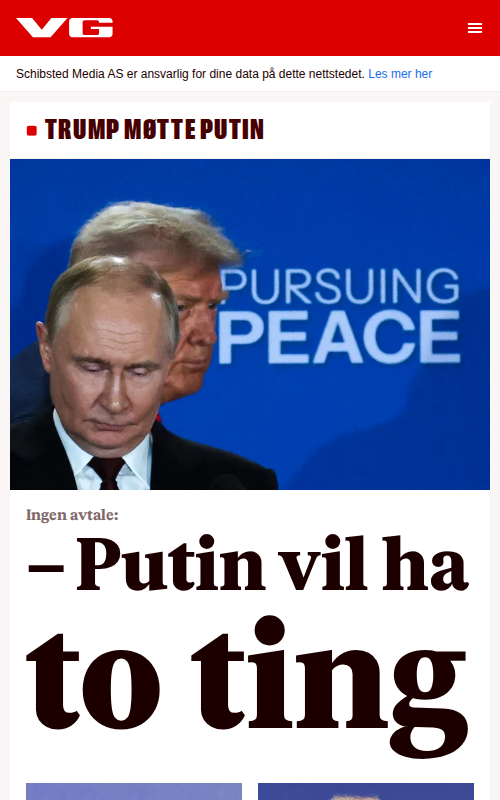 VG
Schibsted Media AS er ansvarlig for dine data på dette nettstedet. Les mer her
TRUMP MØTTE PUTIN
PURSUING
PEACE
Ingen avtale:
– Putin vil ha
to ting